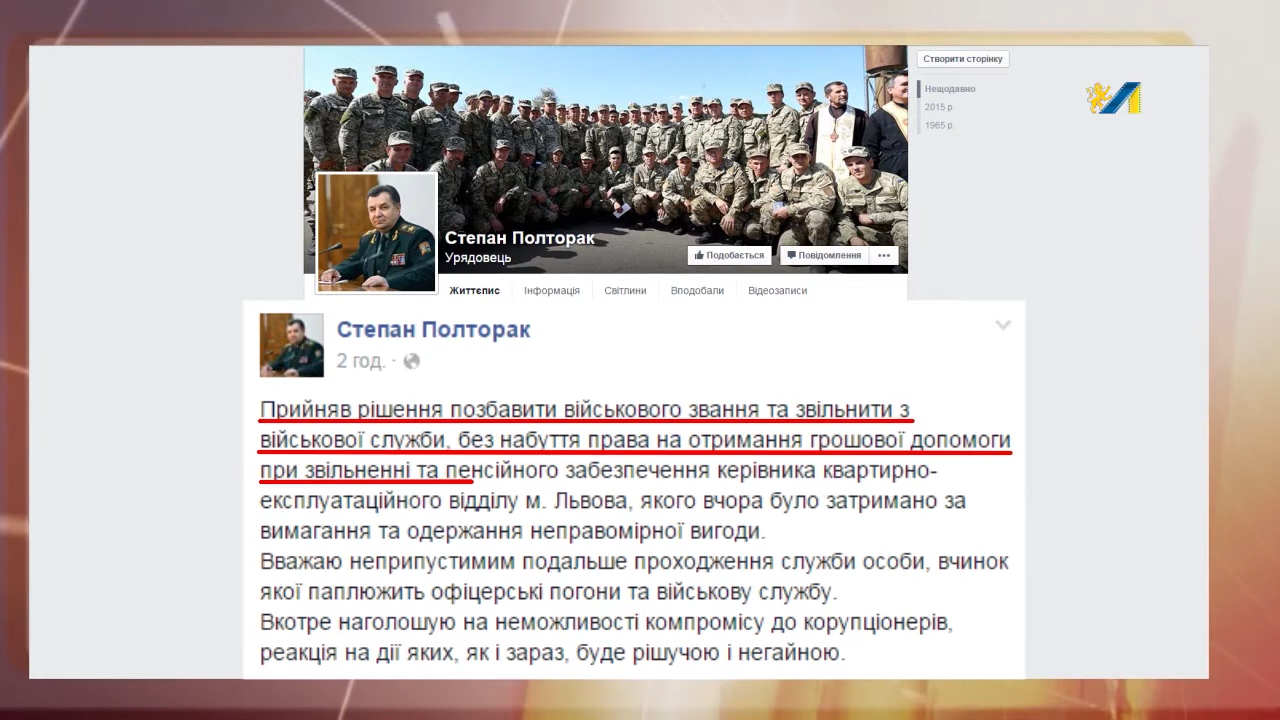 Створити сторінку
Нещодавно
2015 р.
1965 р.
Степан Полторак
Урядовець
Подобається
Повідомлення
Життєпис
Інформація
Світлини
Вподобали
Відеозаписи
Степан Полторак
2 год. ·
Прийняв рішення позбавити військового звання та звільнити з
військової служби, без набуття права на отримання грошової допомоги
при звільненні та пенсійного забезпечення керівника квартирно-
експлуатаційного відділу м. Львова, якого вчора було затримано за
вимагання та одержання неправомірної вигоди.
Вважаю неприпустимим подальше проходження служби особи, вчинок
якої паплюжить офіцерські погони та військову службу.
Вкотре наголошую на неможливості компромісу до корупціонерів,
реакція на дії яких, як і зараз, буде рішучою і негайною.